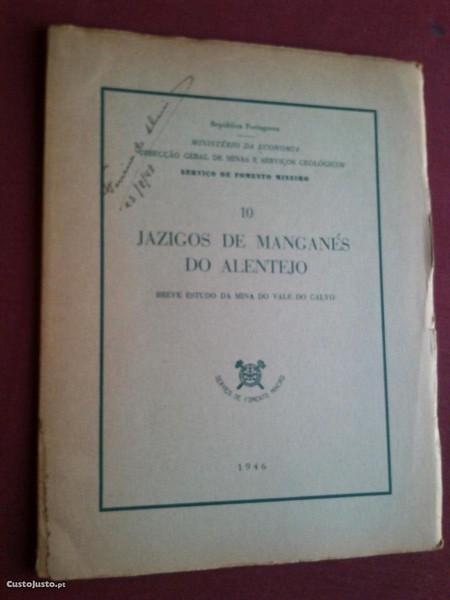 República Portuguesa
MINISTÉRIO DA ECONOMIA
DIRECÇÃO GERAL DE MINAS E SERVIÇOS GEOLÓGICOS
SERVIÇO DE FOMENTO MINEIRO
10
JAZIGOS DE MANGANÉS
DO ALENTEJO
BREVE ESTUDO DA MINA DO VALE DO CALVO
SERVIÇO DE FOMENTO MINEIRO
1946
CustoJusto.pt